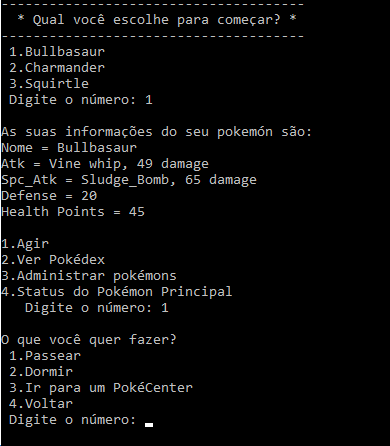 --------------------------------------
* Qual você escolhe para começar? *
--------------------------------------
1.Bullbasaur
2.Charmander
3.Squirtle
Digite o número: 1
As suas informações do seu pokemón são:
Nome = Bullbasaur
Atk = Vine whip, 49 damage
Spc_Atk = Sludge_Bomb, 65 damage
Defense = 20
Health Points = 45
1.Agir
2.Ver Pokédex
3.Administrar pokémons
4.Status do Pokémon Principal
Digite o número: 1
O que você quer fazer?
1.Passear
2.Dormir
3.Ir para um PokéCenter
4.Voltar
Digite o número: